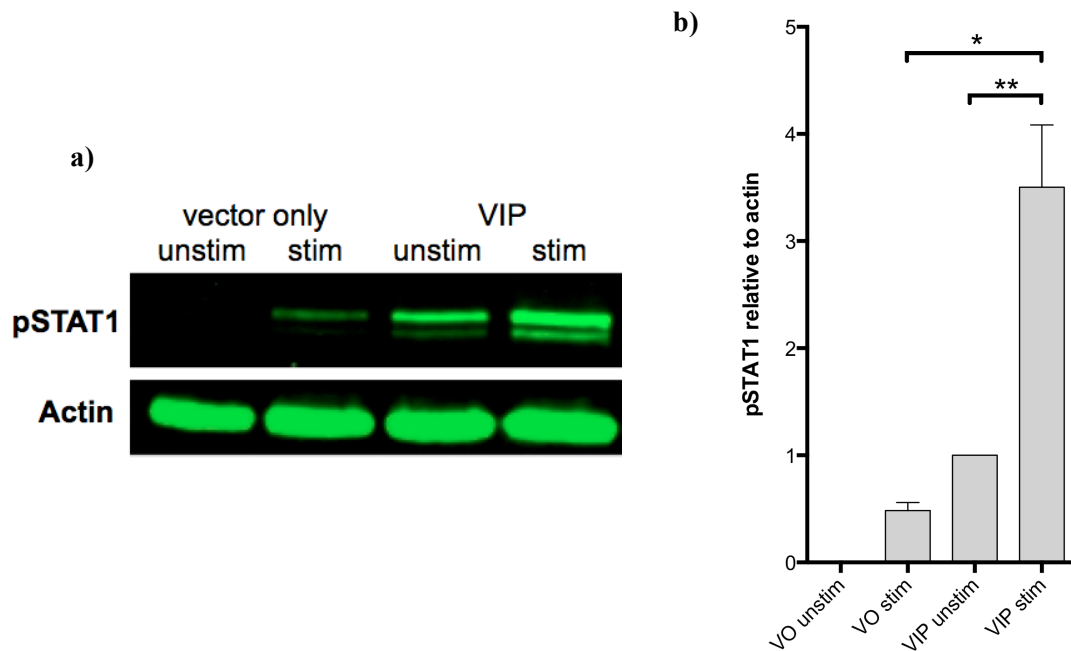 a)
vector only VIP
unstim stim unstim stim
pSTAT1
Actin
b)
pSTAT1 relative to actin
5
4
3
2
1
0
*
**
VO unstim
VO stim
VIP unstim
VIP stim